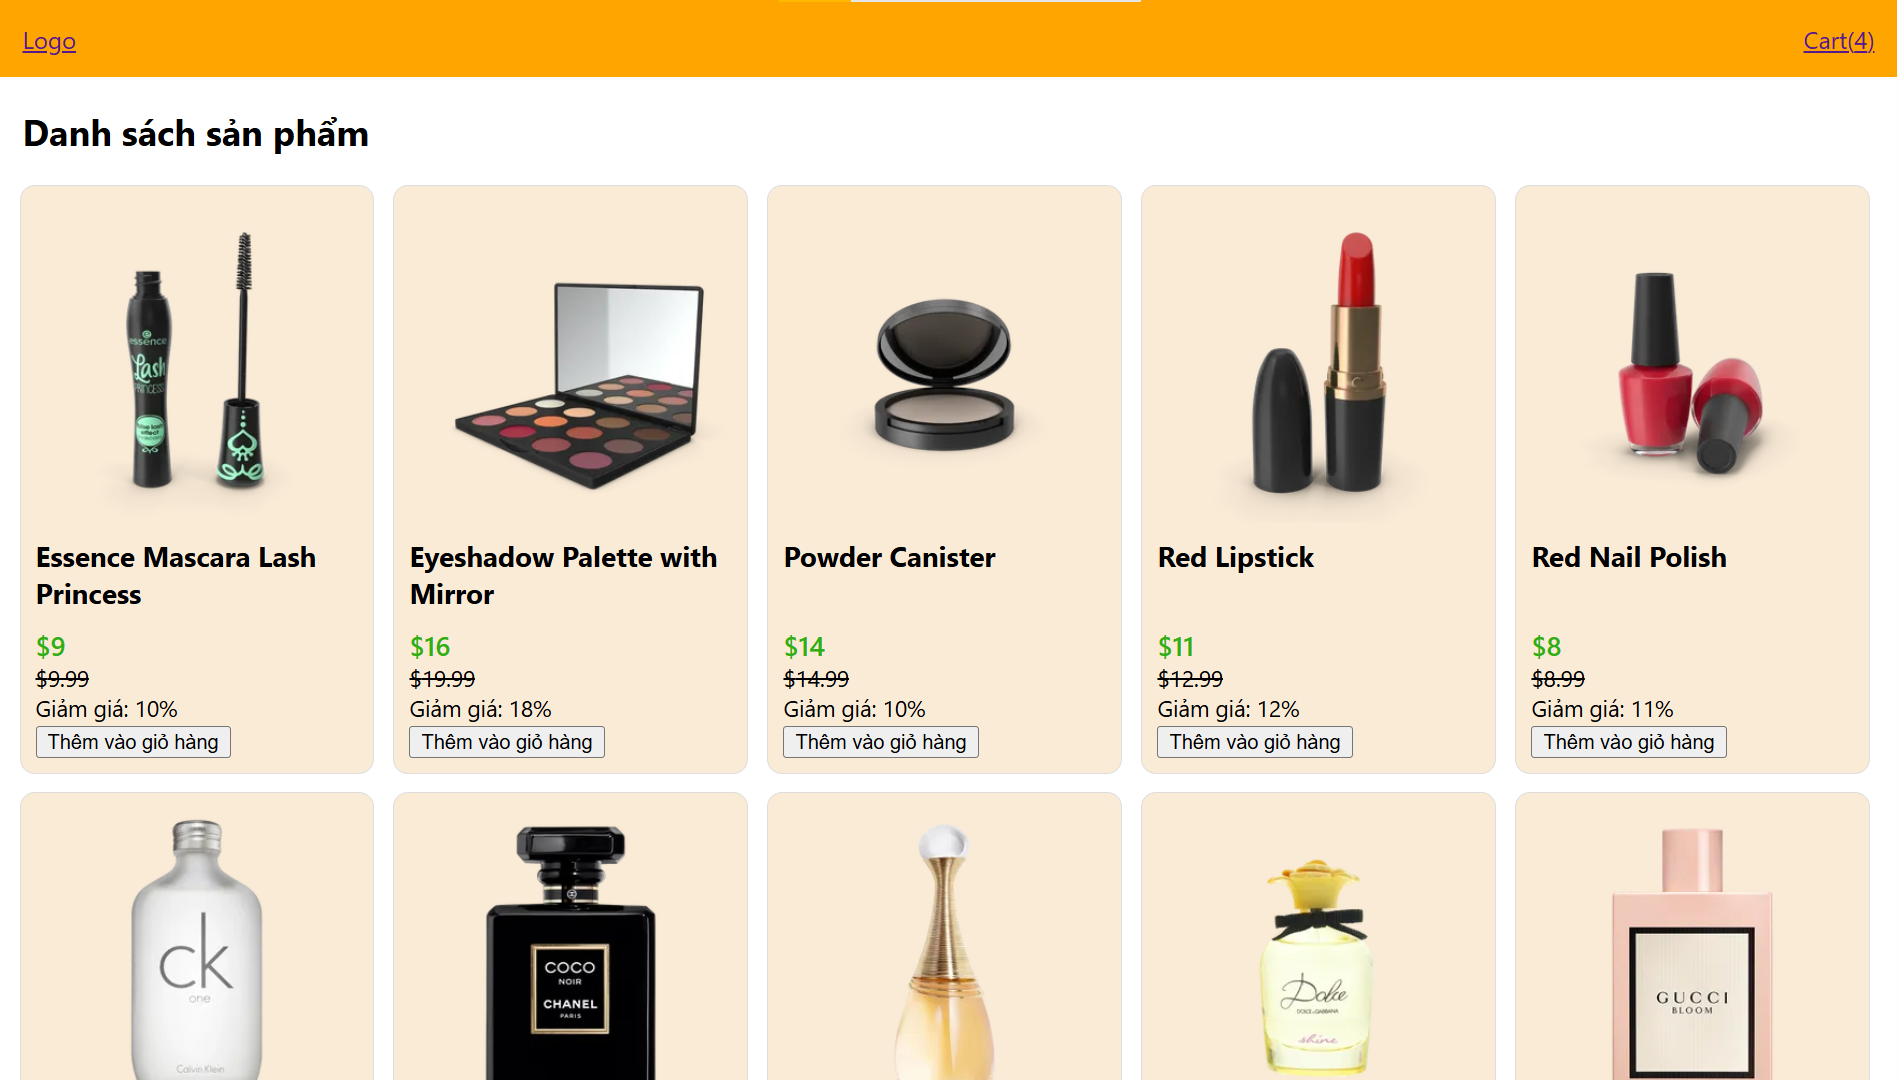 Logo
Cart(4)
Danh sách sản phẩm
essence
Lash
PRINCESS
false lash
effect
Essence Mascara Lash
Princess
$9
$9.99
Giảm giá: 10%
Thêm vào giỏ hàng
Eyeshadow Palette with
Mirror
$16
$19.99
Giảm giá: 18%
Thêm vào giỏ hàng
Powder Canister
$14
$14.99
Giảm giá: 10%
Thêm vào giỏ hàng
Red Lipstick
$11
$12.99
Giảm giá: 12%
Thêm vào giỏ hàng
Red Nail Polish
$8
$8.99
Giảm giá: 11%
Thêm vào giỏ hàng
ck
one
Calvin Klein
COCO
NOIR
CHANEL
PARIS
Dolce
DOLCE & GABBANA
shine
GUCCI
BLOOM